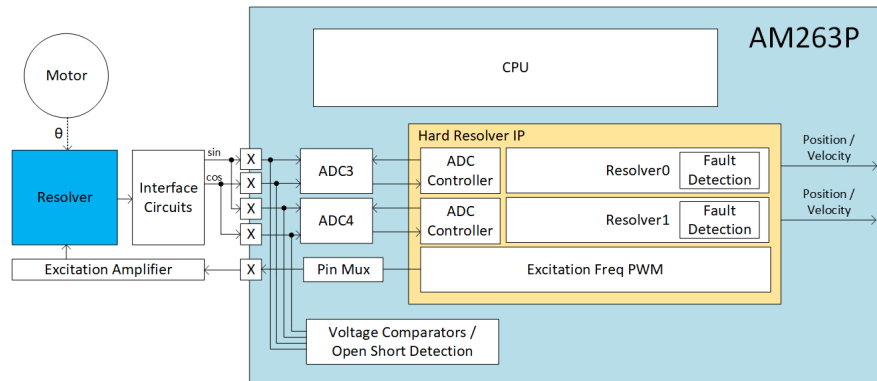 AM263P
CPU
Motor
θ
Hard Resolver IP
sin
cos
Resolver
Interface
Circuits
X
X
X
X
X
ADC3
ADC4
ADC
Controller
ADC
Controller
Resolver0
Fault
Detection
Resolver1
Fault
Detection
Position /
Velocity
Position /
Velocity
Excitation Amplifier
Pin Mux
Excitation Freq PWM
Voltage Comparators /
Open Short Detection